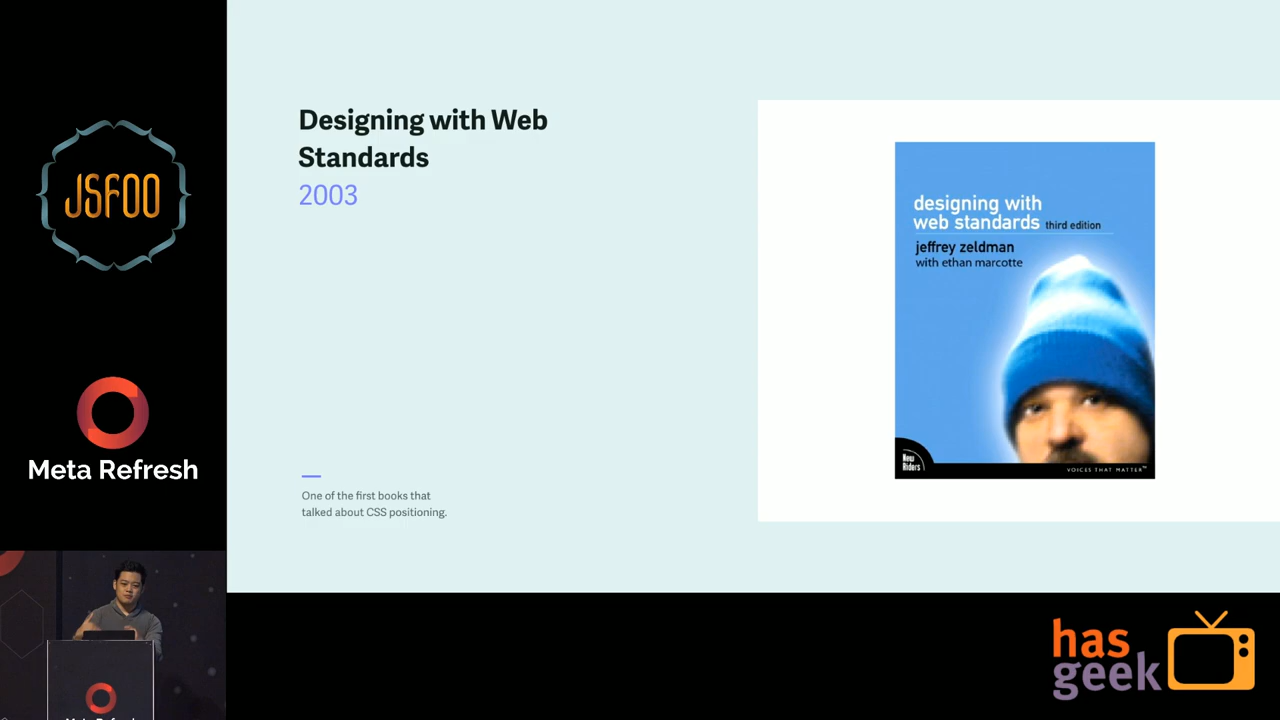 JSFOO
Meta Refresh
Designing with Web
Standards
2003
One of the first books that
talked about CSS positioning.
designing with
web standards third edition
jeffrey zeldman
with ethan marcotte
New
Riders
VOICES THAT MATTER™
has
geek